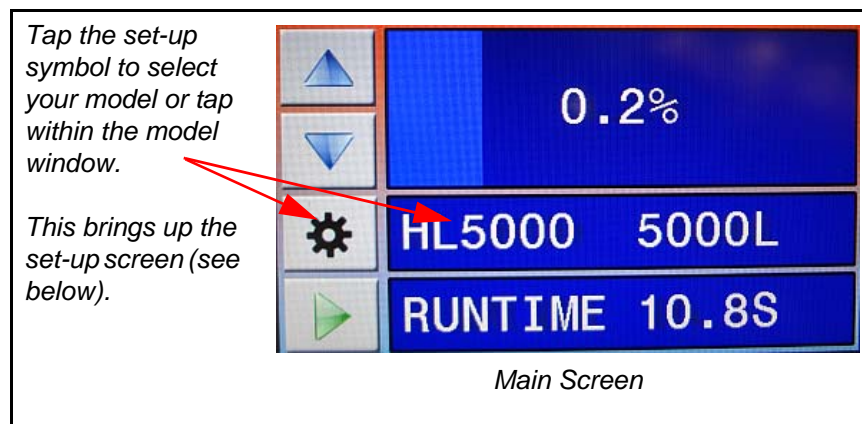 Tap the set-up
symbol to select
your model or tap
within the model
window.
This brings up the
set-up screen (see
below).
0.2%
HL5000 5000L
RUNTIME 10.8S
Main Screen